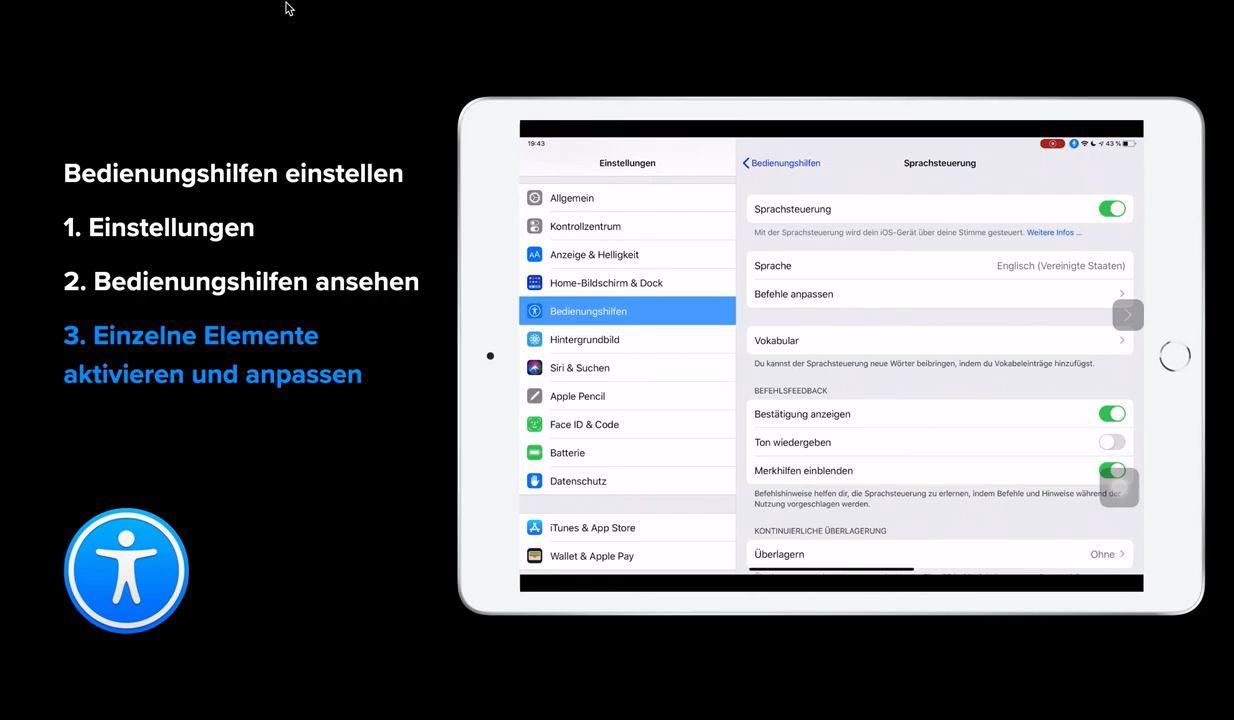 Bedienungshilfen einstellen
1. Einstellungen
2. Bedienungshilfen ansehen
3. Einzelne Elemente
aktivieren und anpassen
19:43
43 %
Einstellungen
Allgemein
Kontrollzentrum
AA Anzeige & Helligkeit
Home-Bildschirm & Dock
Bedienungshilfen
Hintergrundbild
Siri & Suchen
Apple Pencil
Face ID & Code
Batterie
Datenschutz
iTunes & App Store
Wallet & Apple Pay
Bedienungshilfen
Sprachsteuerung
Sprachsteuerung
Mit der Sprachsteuerung wird dein iOS-Gerät über deine Stimme gesteuert. Weitere Infos ...
Sprache Englisch (Vereinigte Staaten)
Befehle anpassen
Vokabular
Du kannst der Sprachsteuerung neue Wörter beibringen, indem du Vokabeleinträge hinzufügst.
BEFEHLSFEEDBACK
Bestätigung anzeigen
Ton wiedergeben
Merkhilfen einblenden
Befehlshinweise helfen dir, die Sprachsteuerung zu erlernen, indem Befehle und Hinweise während der
Nutzung vorgeschlagen werden.
KONTINUIERLICHE ÜBERLAGERUNG
Überlagern Ohne